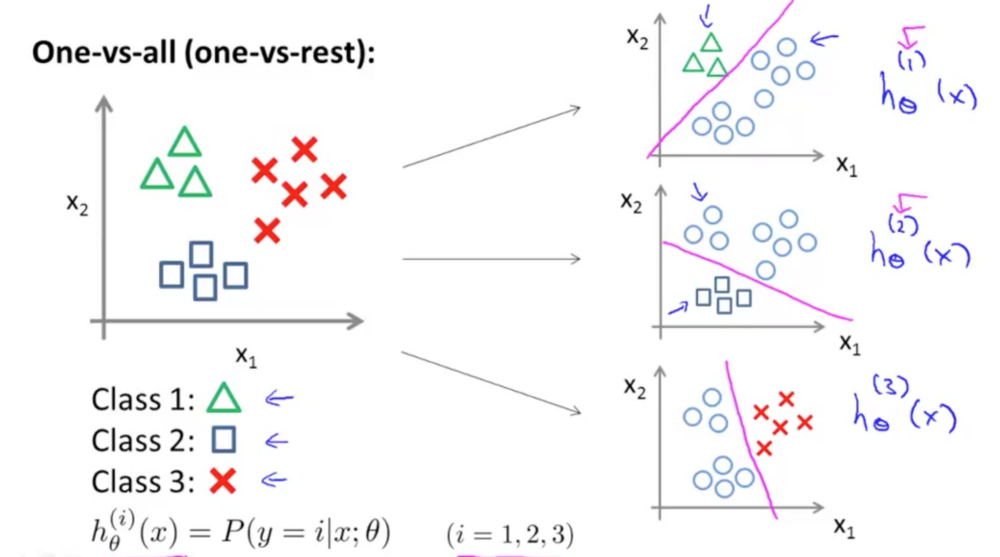 One-vs-all (one-vs-rest):
x₂
x₁
Class 1:
Class 2:
Class 3:
h_θ^(i)(x) = P(y = i|x; θ) (i = 1, 2, 3)
x₂
x₁
h_θ^(1)(x)
x₂
x₁
h_θ^(2)(x)
x₂
x₁
h_θ^(3)(x)